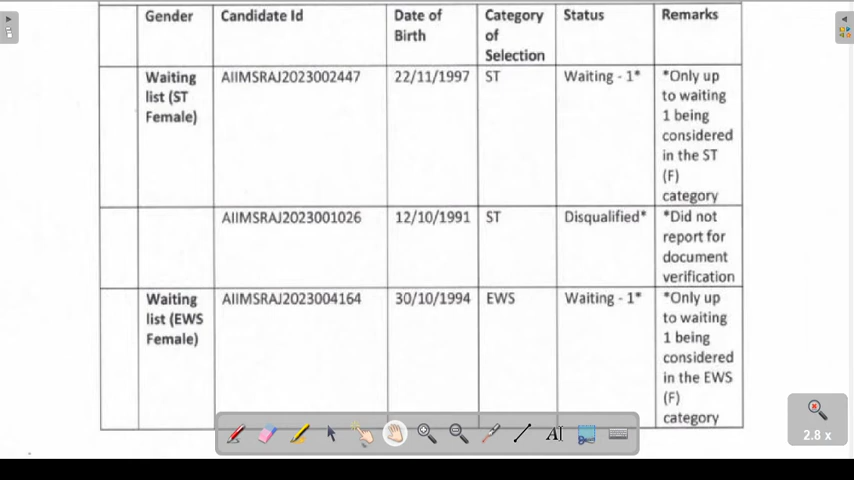 Gender Candidate Id Date of Birth Category of Selection Status Remarks
Waiting list (ST Female) AIIMSRAJ2023002447 22/11/1997 ST Waiting - 1* *Only up to waiting 1 being considered in the ST (F) category
AIIMSRAJ2023001026 12/10/1991 ST Disqualified* *Did not report for document verification
Waiting list (EWS Female) AIIMSRAJ2023004164 30/10/1994 EWS Waiting - 1* *Only up to waiting 1 being considered in the EWS (F) category
AI
2.8 x